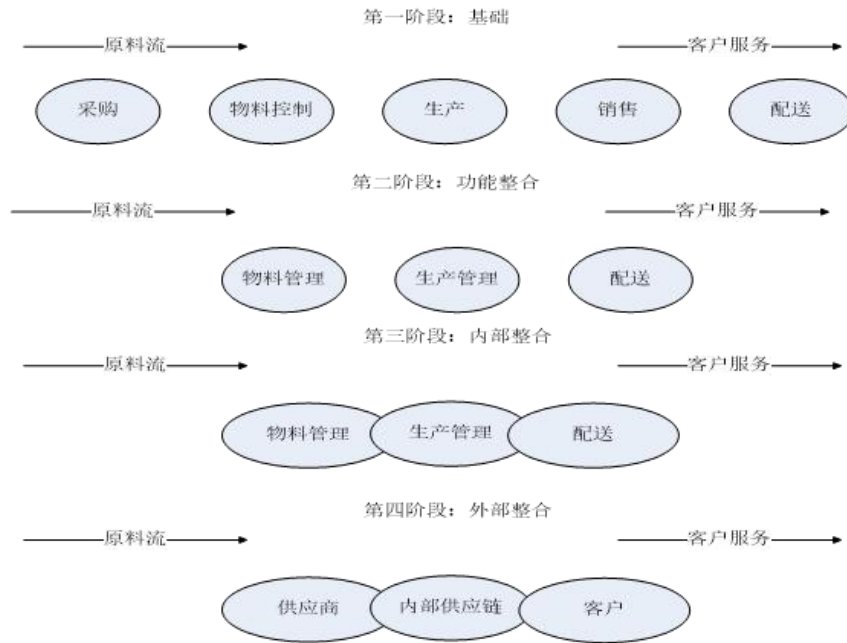 第一阶段：基础
原料流 客户服务
采购 物料控制 生产 销售 配送
第二阶段：功能整合
原料流 客户服务
物料管理 生产管理 配送
第三阶段：内部整合
原料流 客户服务
物料管理 生产管理 配送
第四阶段：外部整合
原料流 客户服务
供应商 内部供应链 客户